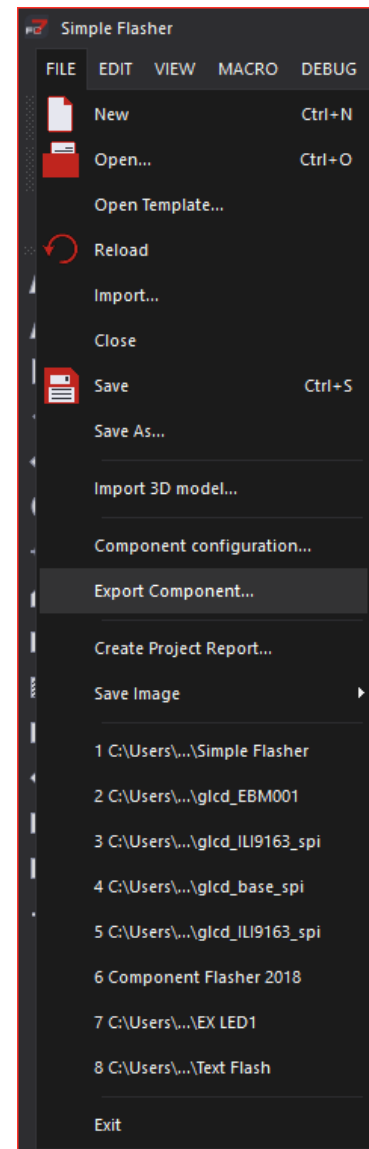 Simple Flasher
FILE EDIT VIEW MACRO DEBUG
New Ctrl+N
Open... Ctrl+O
Open Template...
Reload
Import...
Close
Save Ctrl+S
Save As...
Import 3D model...
Component configuration...
Export Component...
Create Project Report...
Save Image
1 C:\Users\...\Simple Flasher
2 C:\Users\...\glcd_EBM001
3 C:\Users\...\glcd_ILI9163_spi
4 C:\Users\...\glcd_base_spi
5 C:\Users\...\glcd_ILI9163_spi
6 Component Flasher 2018
7 C:\Users\...\EX LED1
8 C:\Users\...\Text Flash
Exit